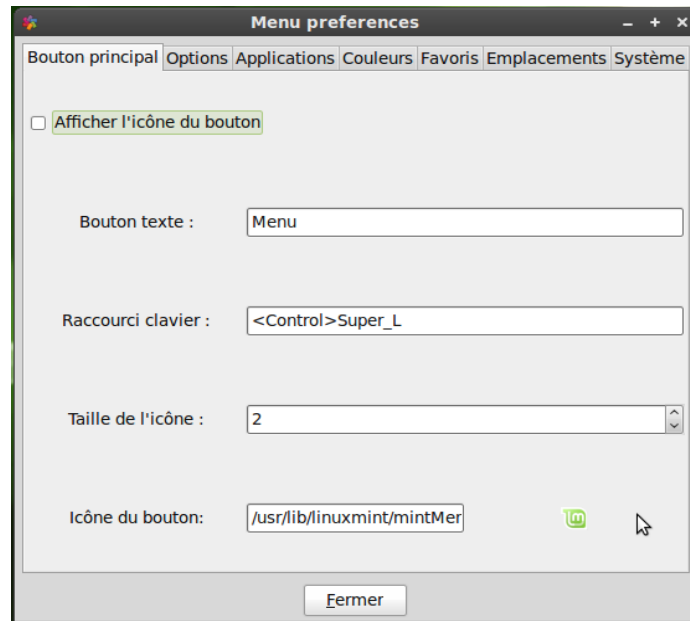 Menu preferences
Bouton principal Options Applications Couleurs Favoris Emplacements Système
Afficher l'icône du bouton
Bouton texte : Menu
Raccourci clavier : <Control>Super_L
Taille de l'icône : 2
Icône du bouton: /usr/lib/linuxmint/mintMer
Fermer